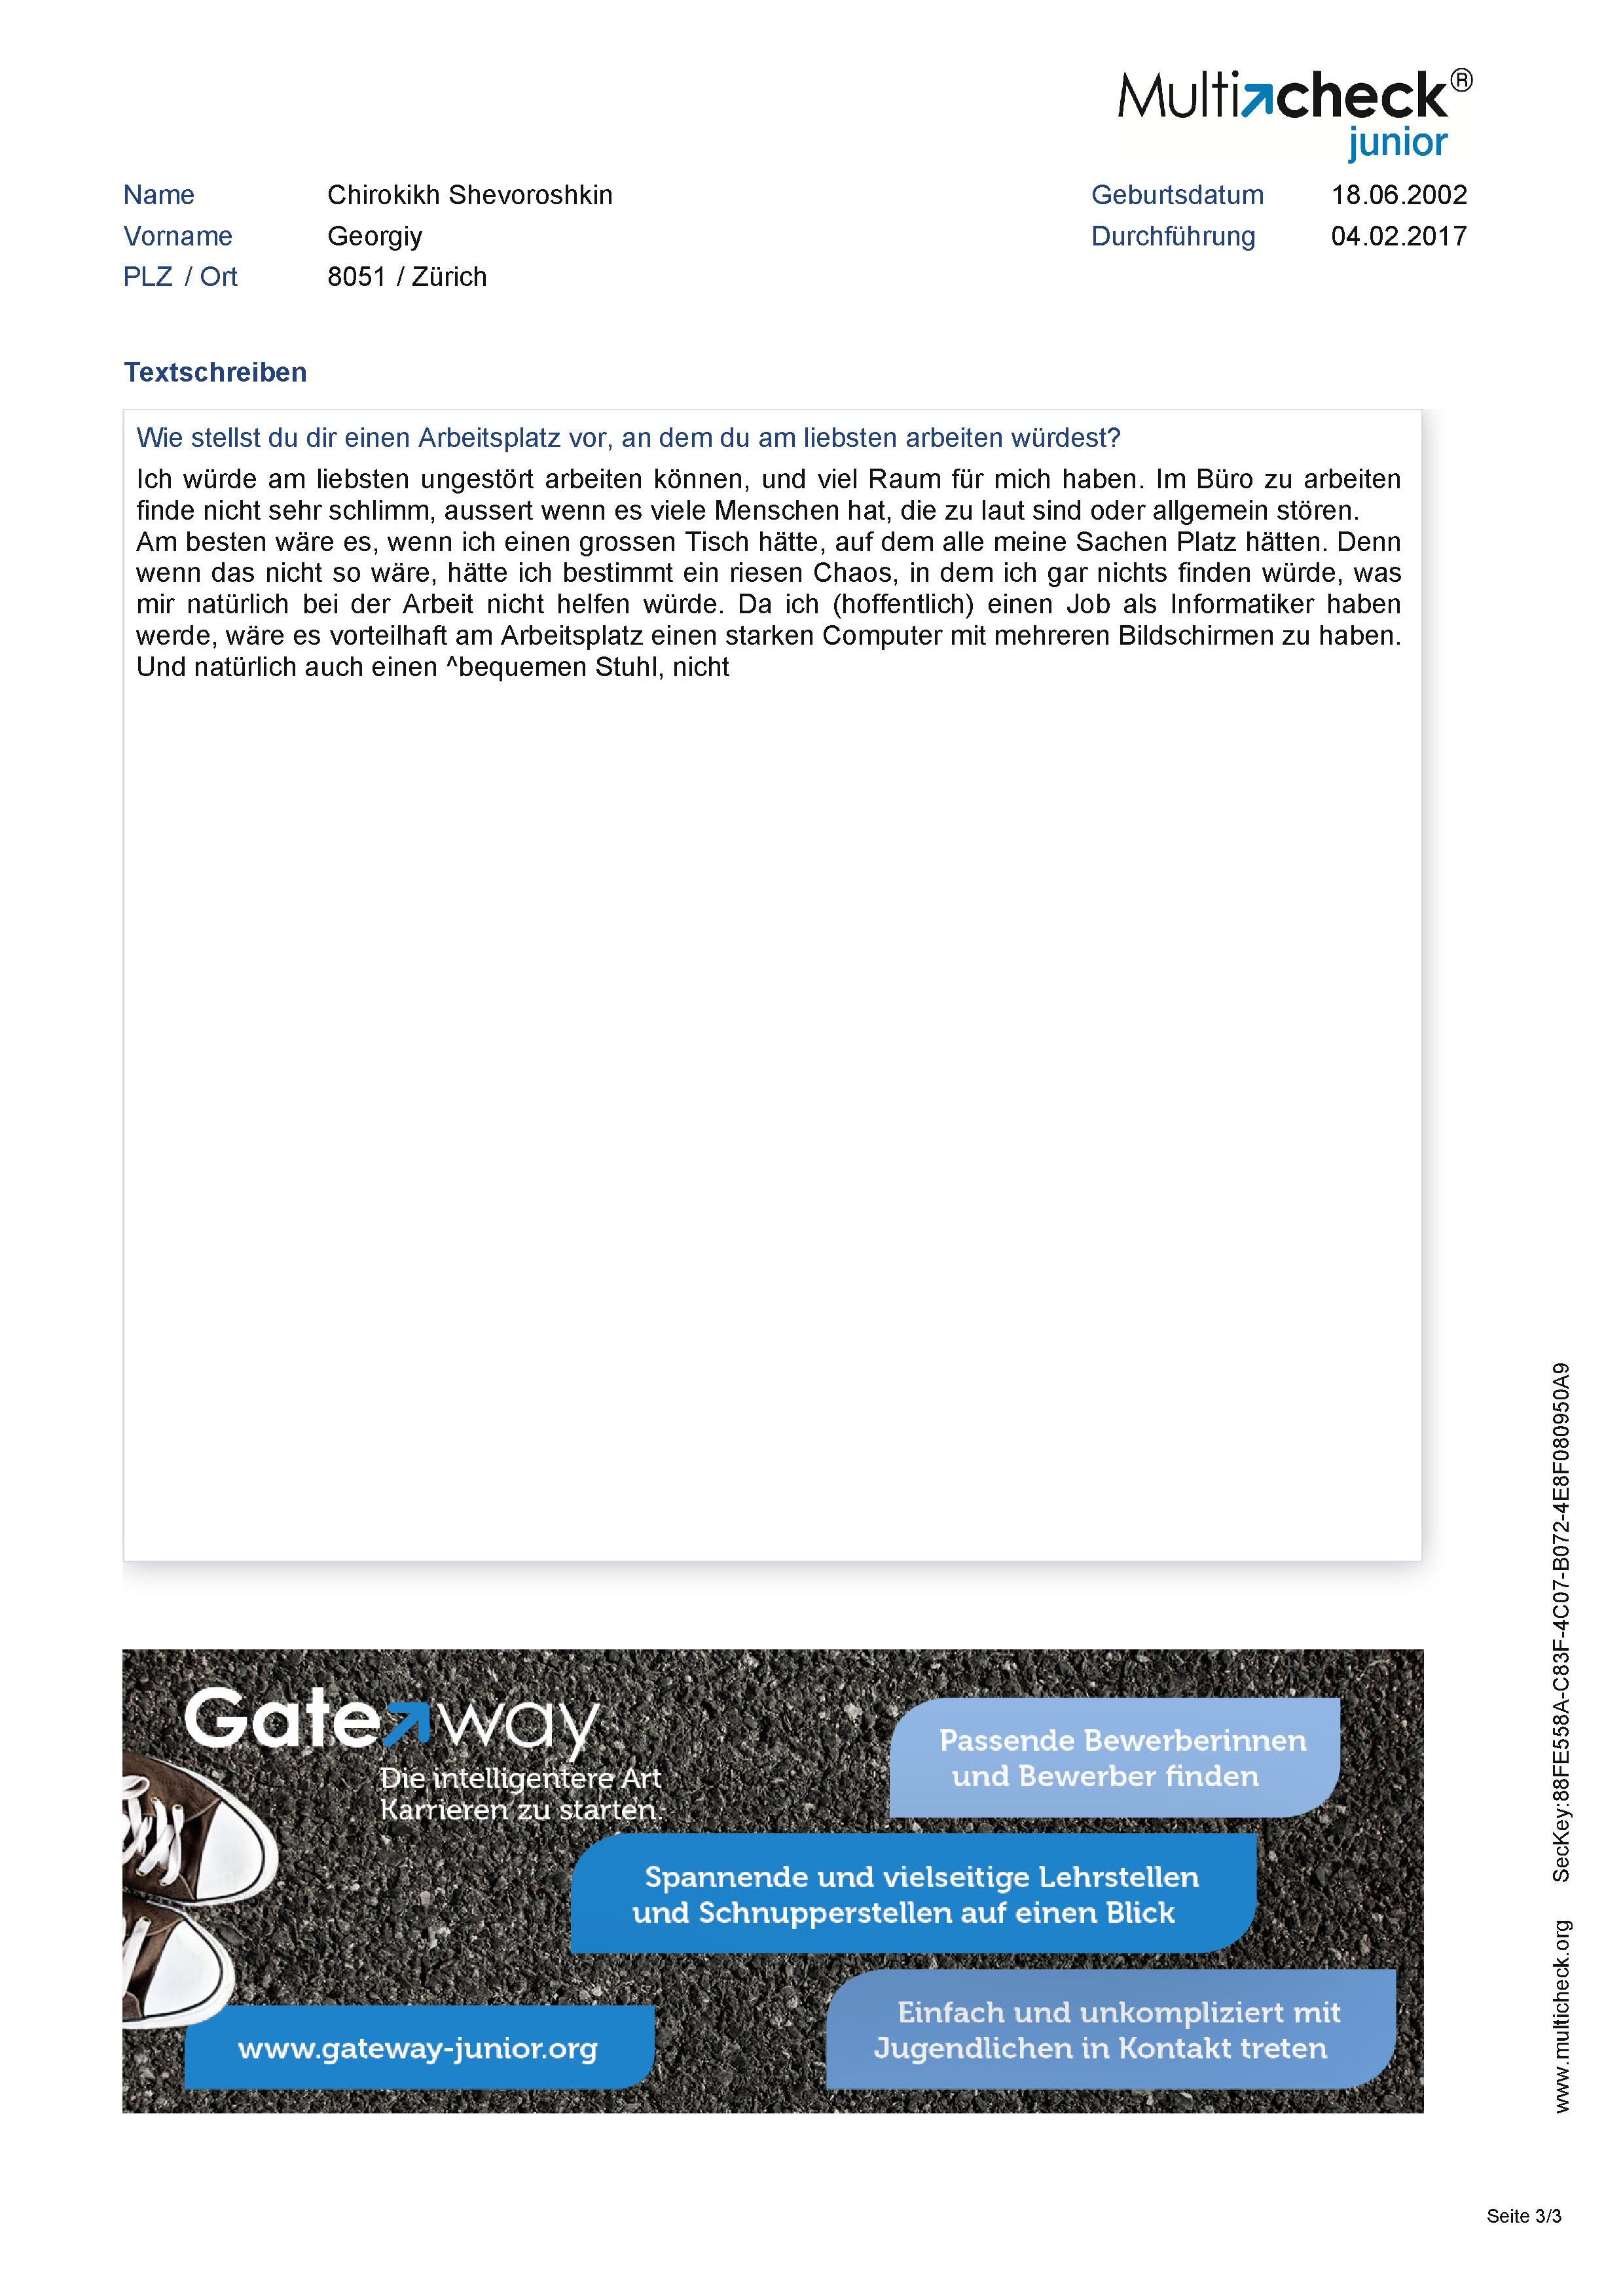 Multicheck®
junior
Name Chirokikh Shevoroshkin Geburtsdatum 18.06.2002
Vorname Georgiy Durchführung 04.02.2017
PLZ / Ort 8051 / Zürich
Textschreiben
Wie stellst du dir einen Arbeitsplatz vor, an dem du am liebsten arbeiten würdest?
Ich würde am liebsten ungestört arbeiten können, und viel Raum für mich haben. Im Büro zu arbeiten
finde nicht sehr schlimm, aussert wenn es viele Menschen hat, die zu laut sind oder allgemein stören.
Am besten wäre es, wenn ich einen grossen Tisch hätte, auf dem alle meine Sachen Platz hätten. Denn
wenn das nicht so wäre, hätte ich bestimmt ein riesen Chaos, in dem ich gar nichts finden würde, was
mir natürlich bei der Arbeit nicht helfen würde. Da ich (hoffentlich) einen Job als Informatiker haben
werde, wäre es vorteilhaft am Arbeitsplatz einen starken Computer mit mehreren Bildschirmen zu haben.
Und natürlich auch einen ^bequemen Stuhl, nicht
Gateway
Die intelligentere Art
Karrieren zu starten.
Passende Bewerberinnen
und Bewerber finden
Spannende und vielseitige Lehrstellen
und Schnupperstellen auf einen Blick
Einfach und unkompliziert mit
Jugendlichen in Kontakt treten
www.gateway-junior.org
www.multicheck.org SecKey:88FE558A-C83F-4C07-B072-4E8F080950A9
Seite 3/3